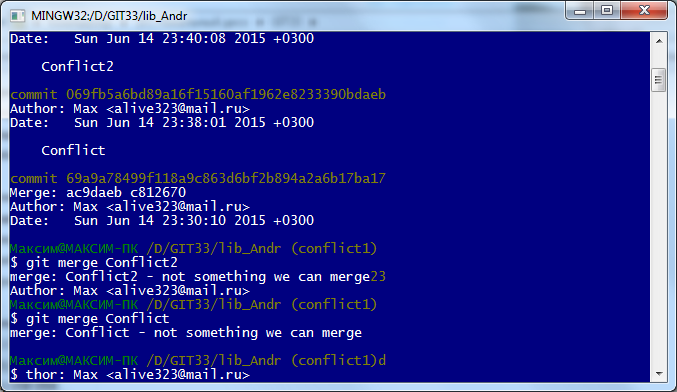 MINGW32:/D/GIT33/lib_Andr
Date:   Sun Jun 14 23:40:08 2015 +0300
Conflict2
commit 069fb5a6bd89a16f15160af1962e8233390bdaeb
Author: Max <alive323@mail.ru>
Date:   Sun Jun 14 23:38:01 2015 +0300
Conflict
commit 69a9a78499f118a9c863d6bf2b894a2a6b17ba17
Merge: ac9daeb c812670
Author: Max <alive323@mail.ru>
Date:   Sun Jun 14 23:30:10 2015 +0300
Максим@МАКСИМ-ПК /D/GIT33/lib_Andr (conflict1)
$ git merge Conflict2
merge: Conflict2 - not something we can merge23
Author: Max <alive323@mail.ru>
Максим@МАКСИМ-ПК /D/GIT33/lib_Andr (conflict1)
$ git merge Conflict
merge: Conflict - not something we can merge
Максим@МАКСИМ-ПК /D/GIT33/lib_Andr (conflict1)d
$ thor: Max <alive323@mail.ru>